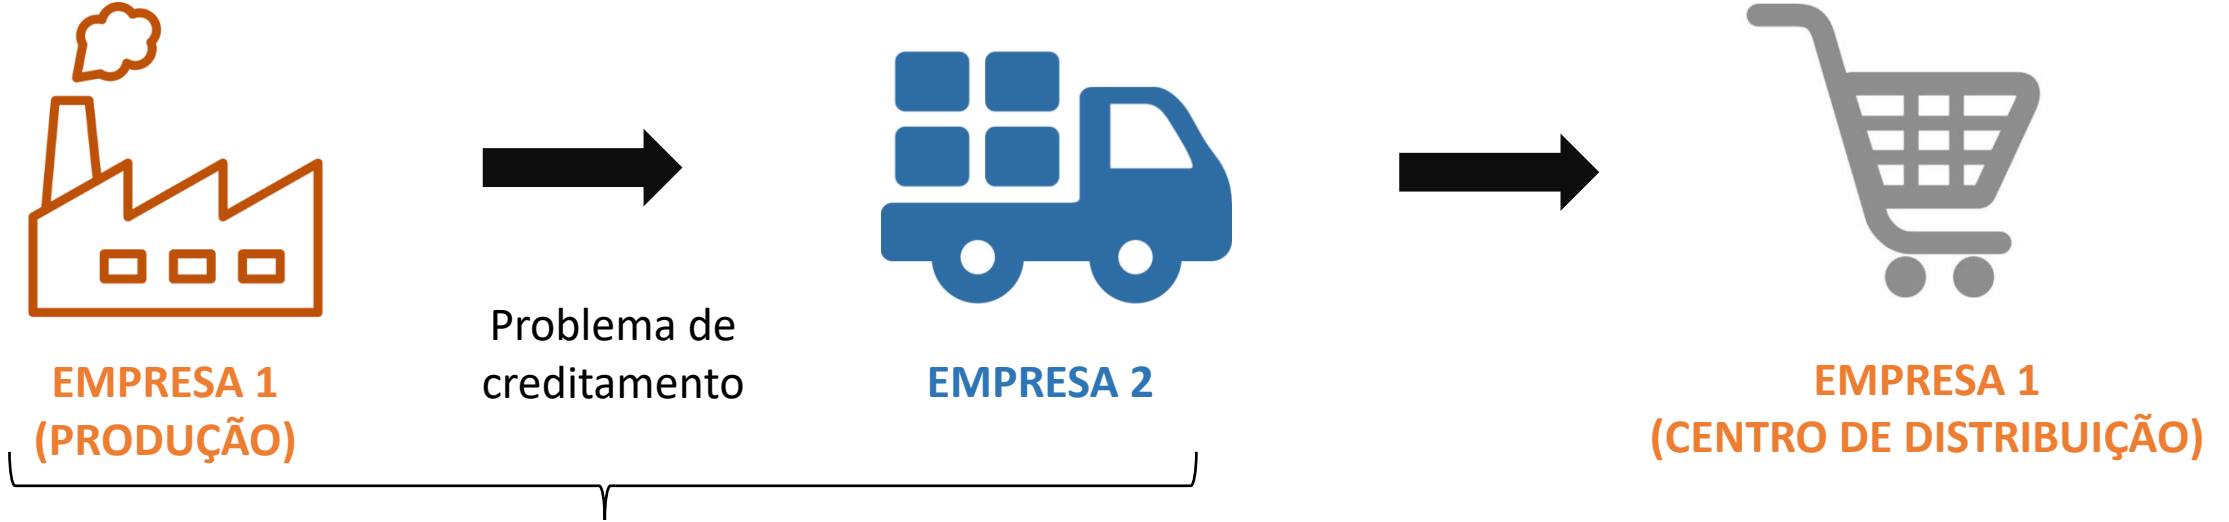 EMPRESA 1
(PRODUÇÃO)
Problema de
creditamento
EMPRESA 2
EMPRESA 1
(CENTRO DE DISTRIBUIÇÃO)